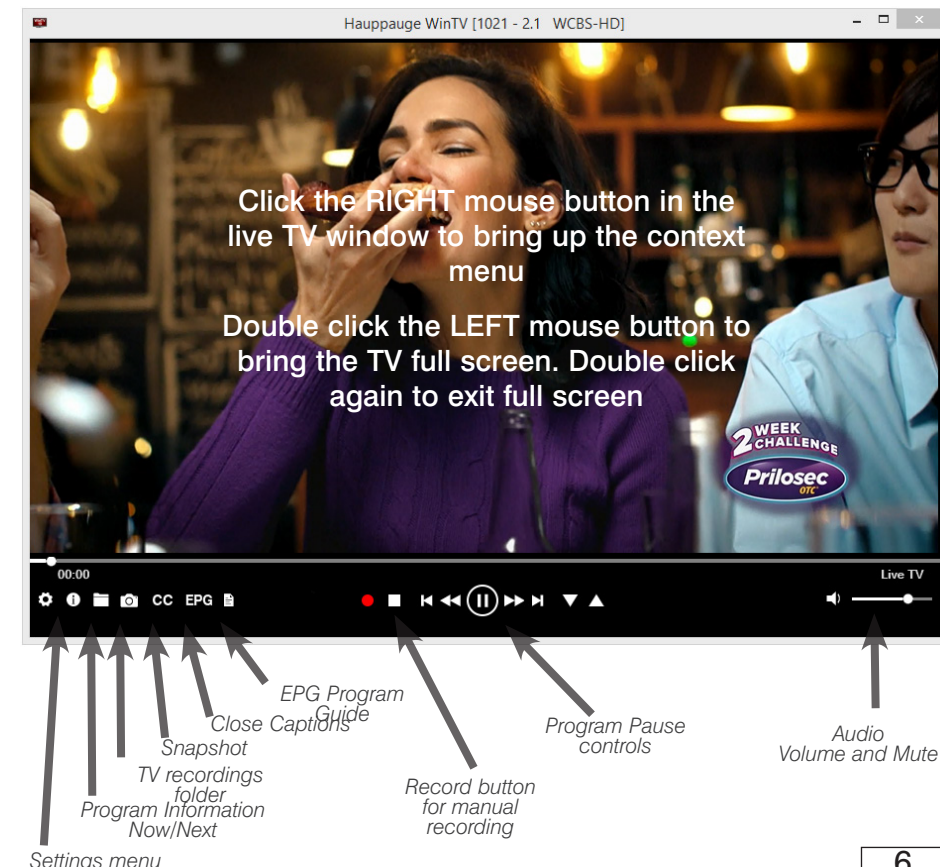 Hauppauge WinTV [1021 - 2.1 WCBS-HD]
Click the RIGHT mouse button in the
live TV window to bring up the context
menu
Double click the LEFT mouse button to
bring the TV full screen. Double click
again to exit full screen
2 WEEK
CHALLENGE
Prilosec
OTC
00:00
Live TV
CC EPG
EPG Program
Guide
Close Captions
Snapshot
TV recordings
folder
Program Information
Now/Next
Settings menu
Record button
for manual
recording
Program Pause
controls
Audio
Volume and Mute
6